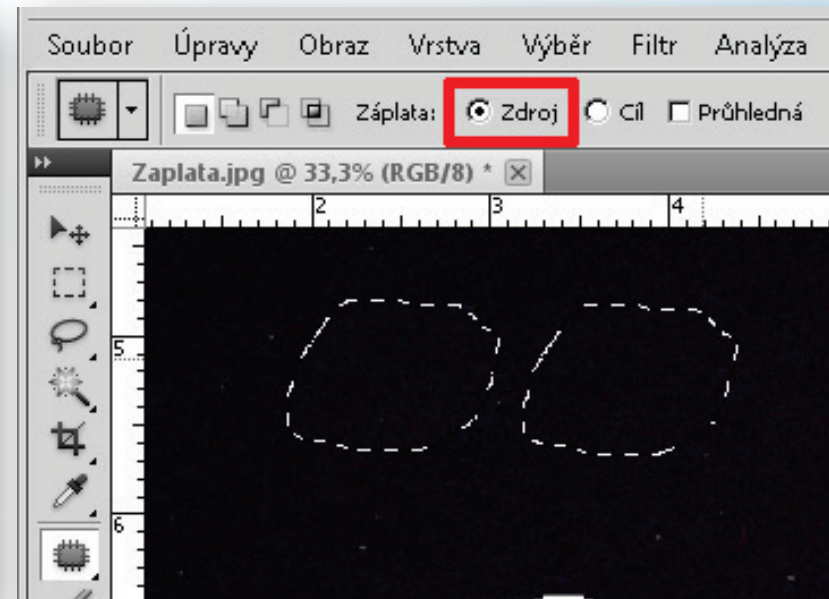 Soubor Úpravy Obraz Vrstva Výběr Filtr Analýza
Záplata: Zdroj Cíl Průhledná
Zaplata.jpg @ 33,3% (RGB/8) *
2 3 4
5
6